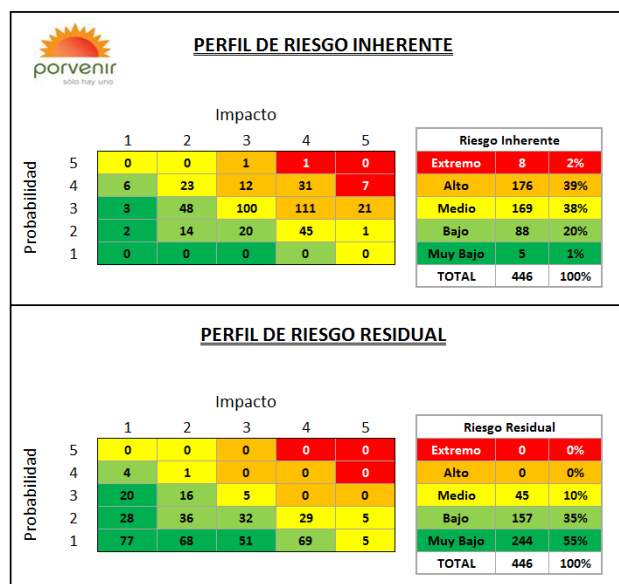 porvenir
sólo hay uno
PERFIL DE RIESGO INHERENTE
Impacto
1 2 3 4 5
Probabilidad
5 0 0 1 1 0
4 6 23 12 31 7
3 3 48 100 111 21
2 2 14 20 45 1
1 0 0 0 0 0
Riesgo Inherente
Extremo 8 2%
Alto 176 39%
Medio 169 38%
Bajo 88 20%
Muy Bajo 5 1%
TOTAL 446 100%
PERFIL DE RIESGO RESIDUAL
Impacto
1 2 3 4 5
Probabilidad
5 0 0 0 0 0
4 4 1 0 0 0
3 20 16 5 0 0
2 28 36 32 29 5
1 77 68 51 69 5
Riesgo Residual
Extremo 0 0%
Alto 0 0%
Medio 45 10%
Bajo 157 35%
Muy Bajo 244 55%
TOTAL 446 100%